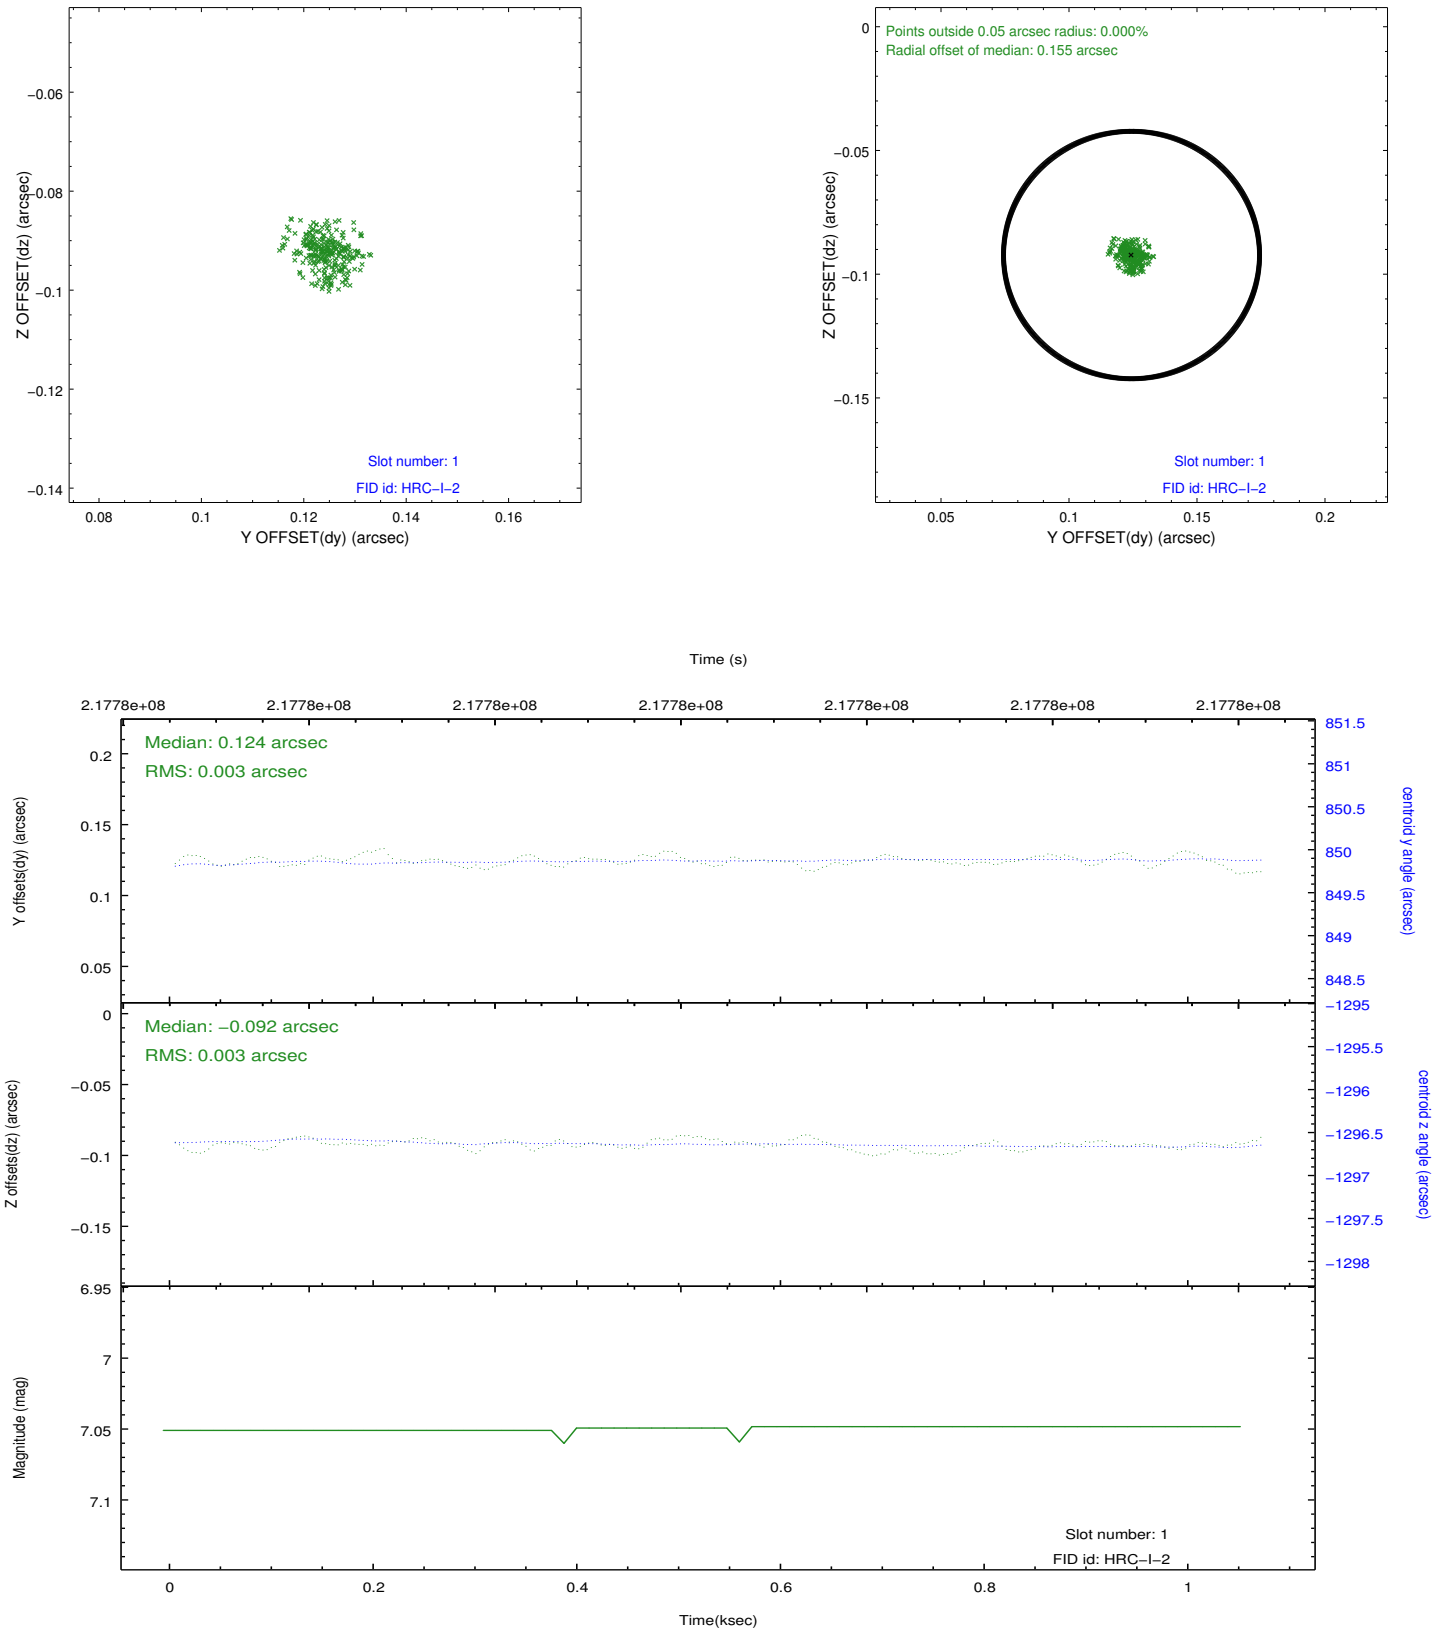 −0.06
−0.08
−0.1
−0.12
−0.14
Z OFFSET(dz) (arcsec)
Slot number: 1
FID id: HRC−I−2
0.08 0.1 0.12 0.14 0.16
Y OFFSET(dy) (arcsec)
Points outside 0.05 arcsec radius: 0.000%
Radial offset of median: 0.155 arcsec
0
−0.05
−0.1
−0.15
Z OFFSET(dz) (arcsec)
Slot number: 1
FID id: HRC−I−2
0.05 0.1 0.15 0.2
Y OFFSET(dy) (arcsec)
Time (s)
2.1778e+08 2.1778e+08 2.1778e+08 2.1778e+08 2.1778e+08 2.1778e+08 2.1778e+08
Median: 0.124 arcsec
RMS: 0.003 arcsec
0.2
0.15
0.1
0.05
Y offsets(dy) (arcsec)
851.5
851
850.5
850
849.5
849
848.5
centroid y angle (arcsec)
Median: −0.092 arcsec
RMS: 0.003 arcsec
0
−0.05
−0.1
−0.15
Z offsets(dz) (arcsec)
−1295
−1295.5
−1296
−1296.5
−1297
−1297.5
−1298
centroid z angle (arcsec)
6.95
7
7.05
7.1
Magnitude (mag)
Slot number: 1
FID id: HRC−I−2
0 0.2 0.4 0.6 0.8 1
Time(ksec)